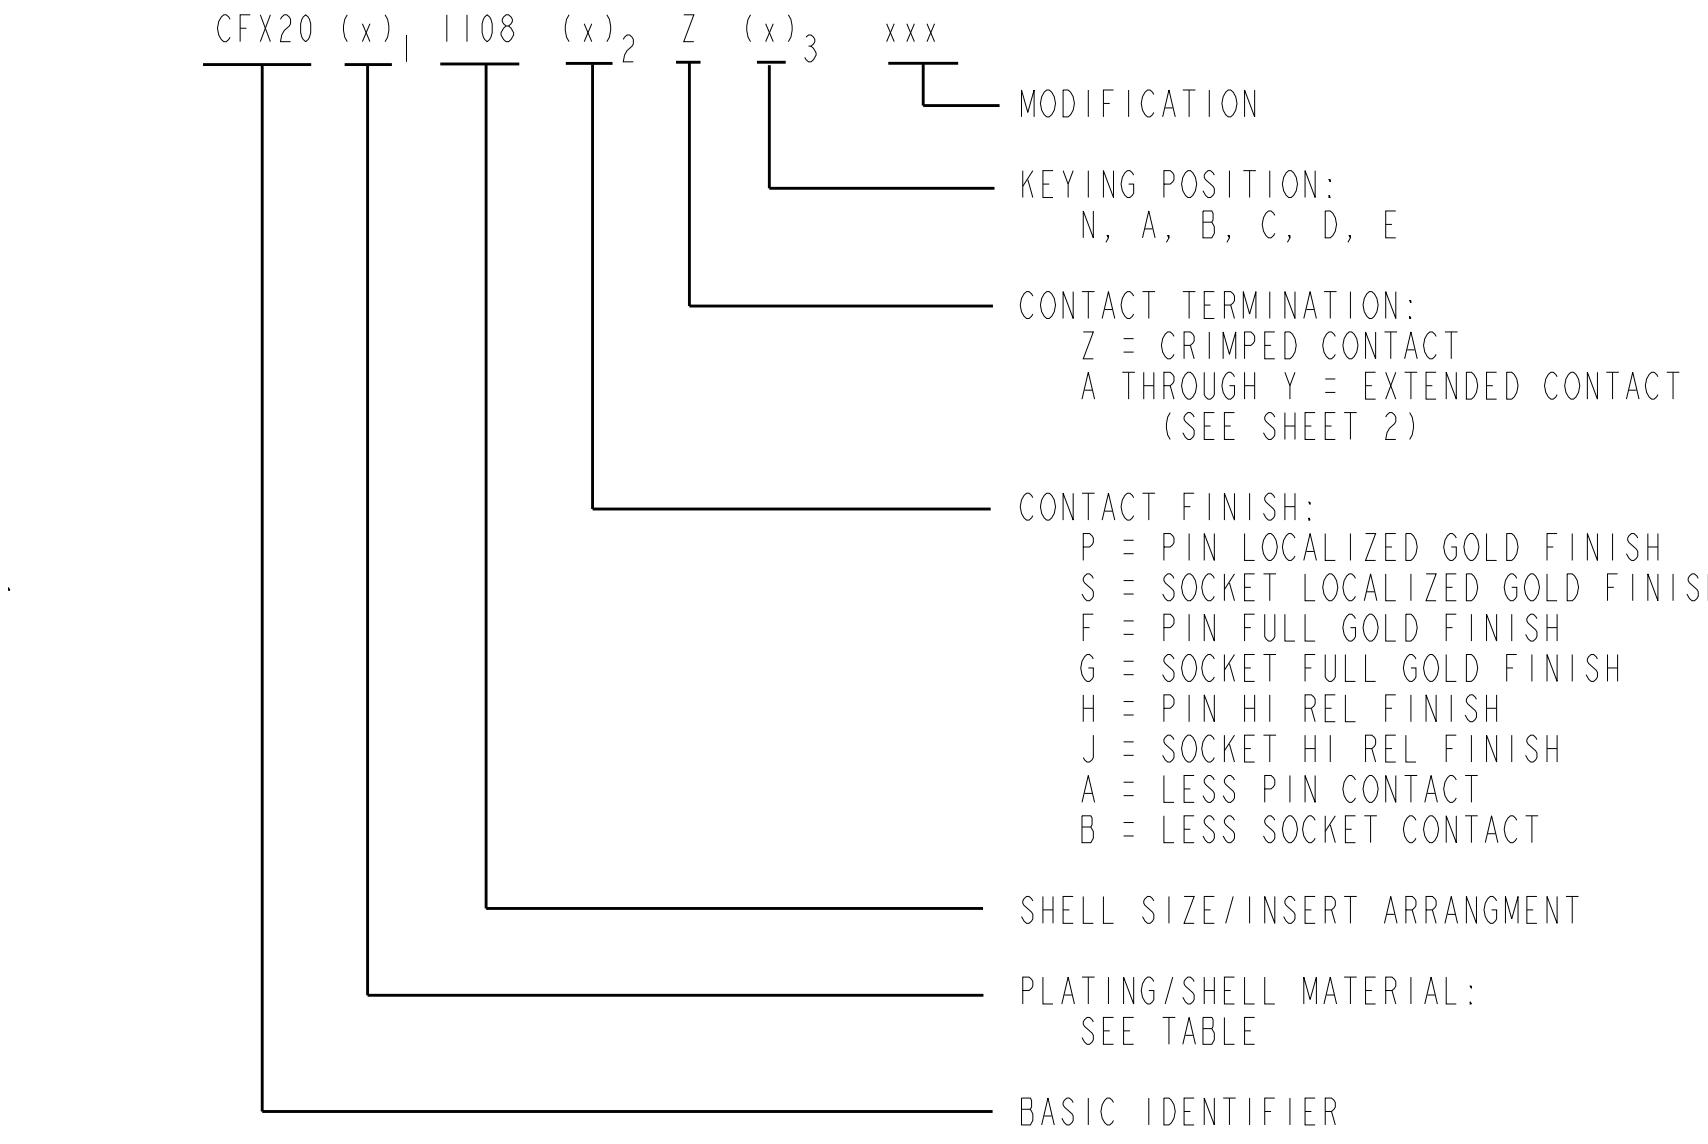 CFX20 (x)1 1108 (x)2 Z (x)3 xxx
MODIFICATION
KEYING POSITION:
N, A, B, C, D, E
CONTACT TERMINATION:
Z = CRIMPED CONTACT
A THROUGH Y = EXTENDED CONTACT
(SEE SHEET 2)
CONTACT FINISH:
P = PIN LOCALIZED GOLD FINISH
S = SOCKET LOCALIZED GOLD FINIS
F = PIN FULL GOLD FINISH
G = SOCKET FULL GOLD FINISH
H = PIN HI REL FINISH
J = SOCKET HI REL FINISH
A = LESS PIN CONTACT
B = LESS SOCKET CONTACT
SHELL SIZE/INSERT ARRANGMENT
PLATING/SHELL MATERIAL:
SEE TABLE
BASIC IDENTIFIER